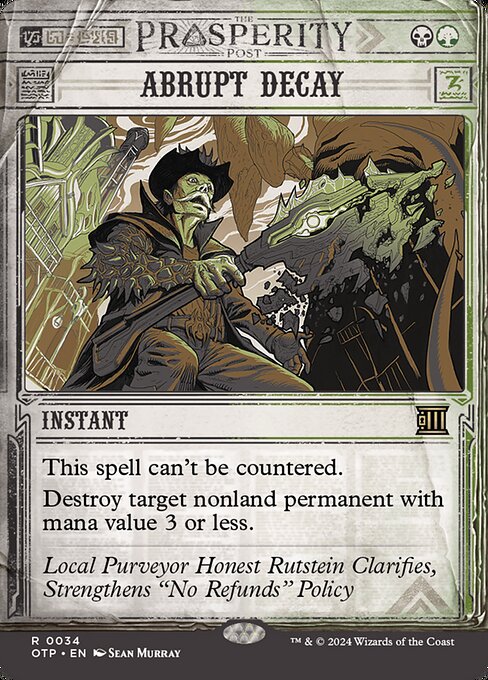 THE
PROSPERITY
POST
ABRUPT DECAY
INSTANT
This spell can't be countered.
Destroy target nonland permanent with
mana value 3 or less.
Local Purveyor Honest Rutstein Clarifies,
Strengthens “No Refunds” Policy
R 0034
OTP • EN SEAN MURRAY
™ & © 2024 Wizards of the Coast